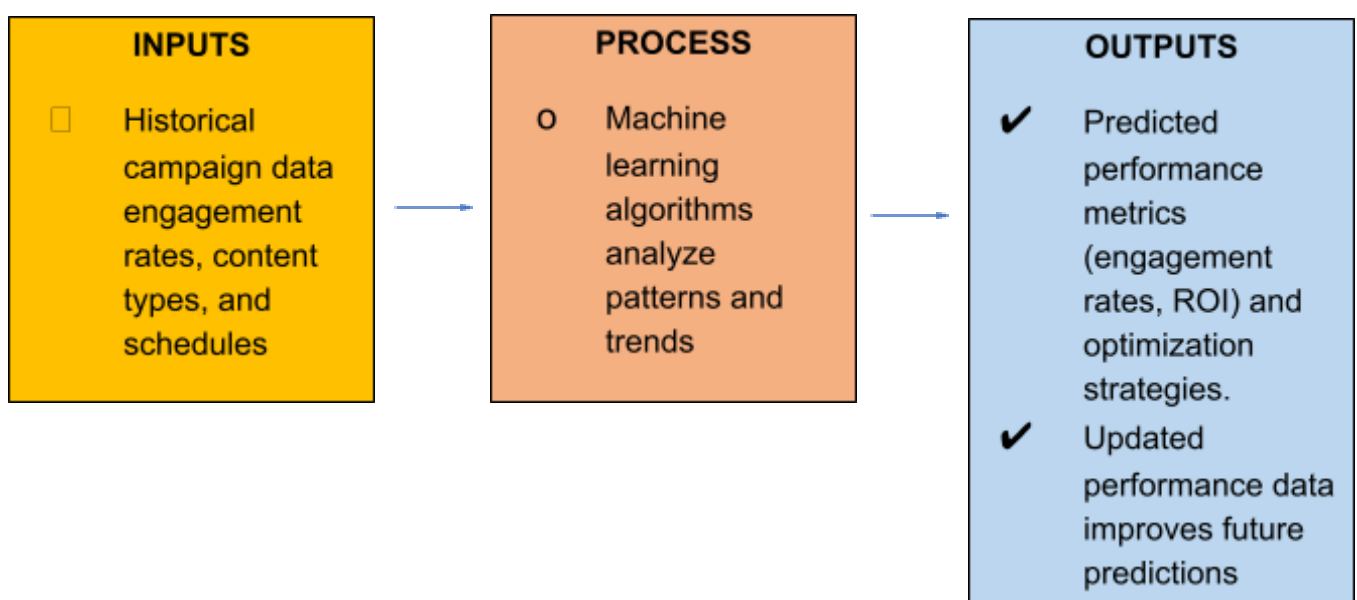 INPUTS
Historical
campaign data
engagement
rates, content
types, and
schedules
PROCESS
o Machine
learning
algorithms
analyze
patterns and
trends
OUTPUTS
✔ Predicted
performance
metrics
(engagement
rates, ROI) and
optimization
strategies.
✔ Updated
performance data
improves future
predictions